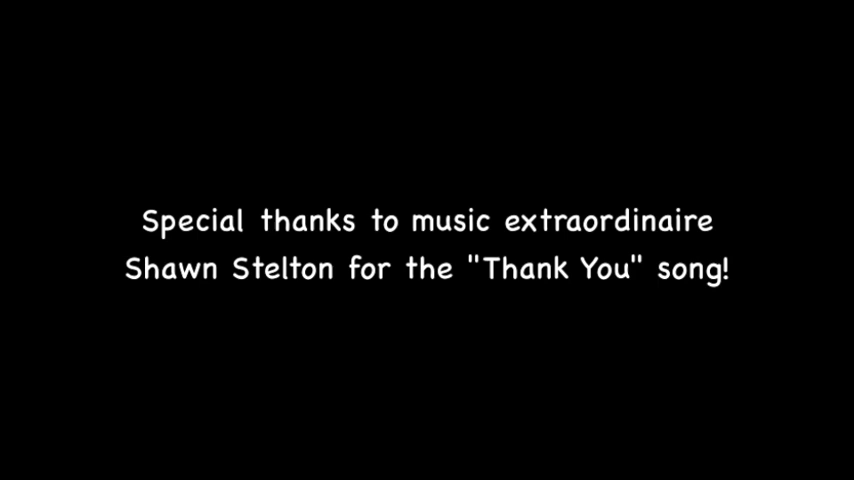 Special thanks to music extraordinaire
Shawn Stelton for the "Thank You" song!